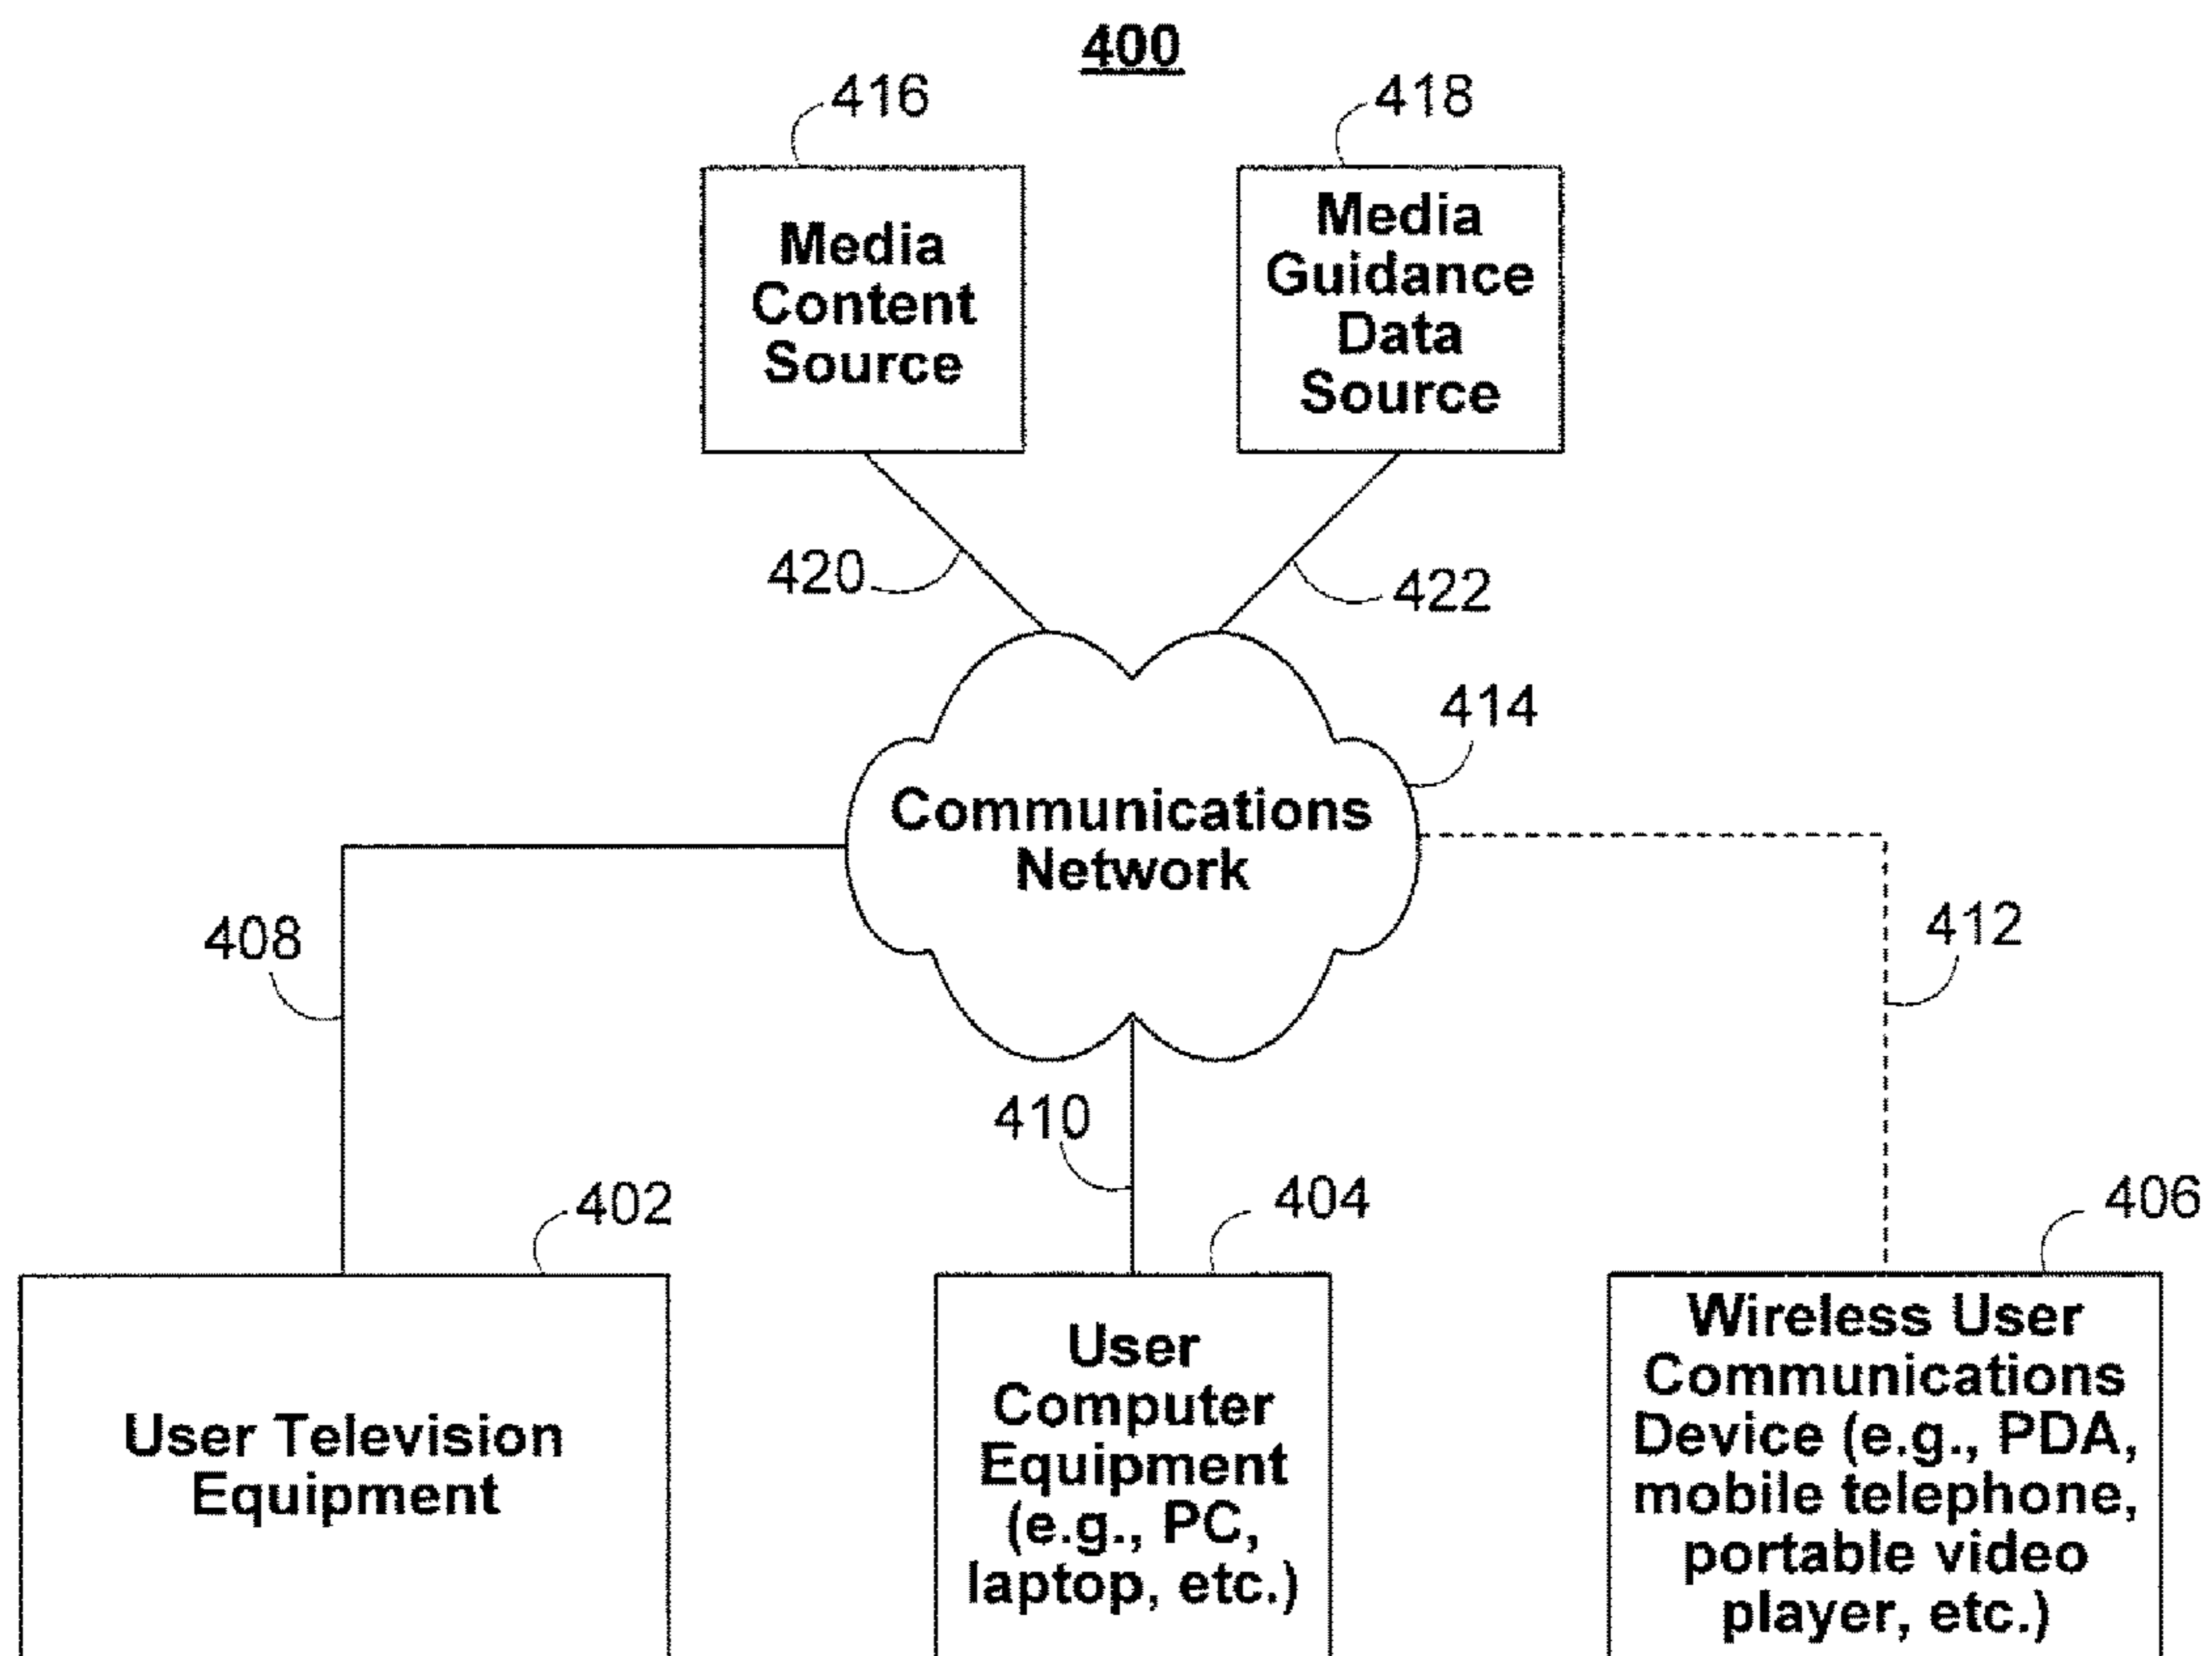 400
416
418
Media
Content
Source
Media
Guidance
Data
Source
420
422
414
Communications
Network
408
412
410
402
404
406
User Television
Equipment
User
Computer
Equipment
(e.g., PC,
laptop, etc.)
Wireless User
Communications
Device (e.g., PDA,
mobile telephone,
portable video
player, etc.)